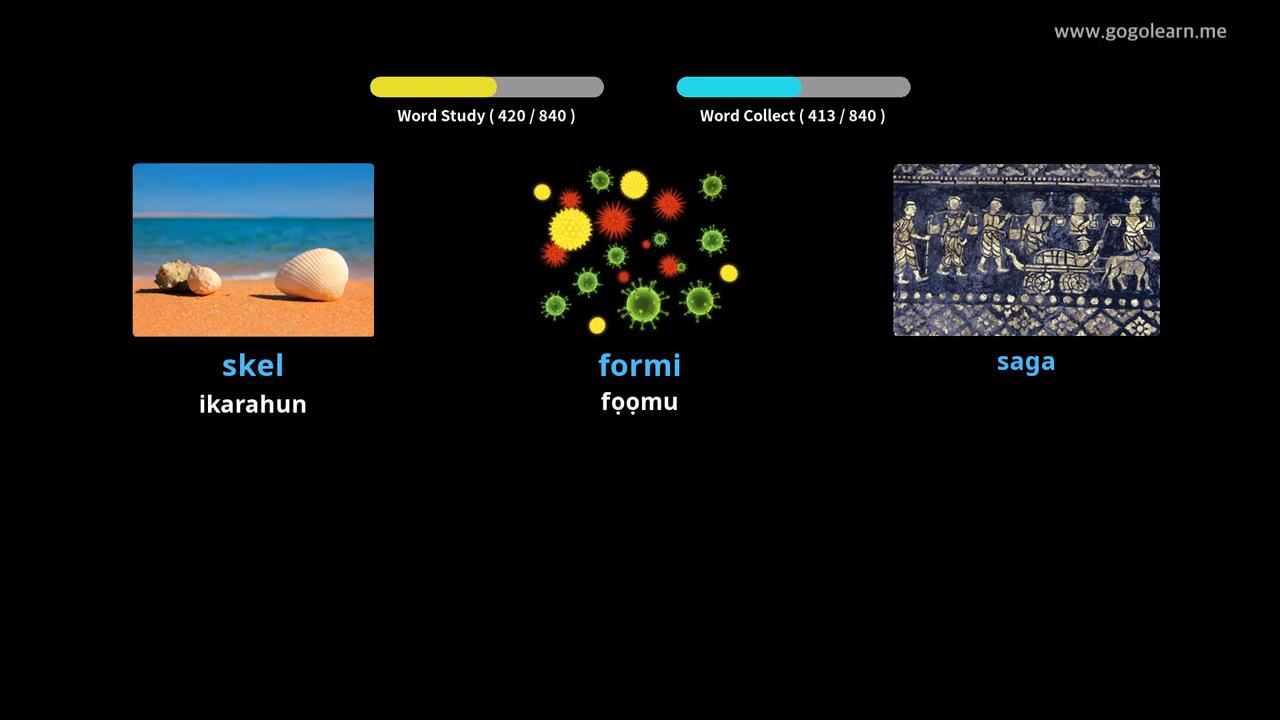 www.gogolearn.me
Word Study ( 420 / 840 )
Word Collect ( 413 / 840 )
skel
ikarahun
formi
fọọmu
saga